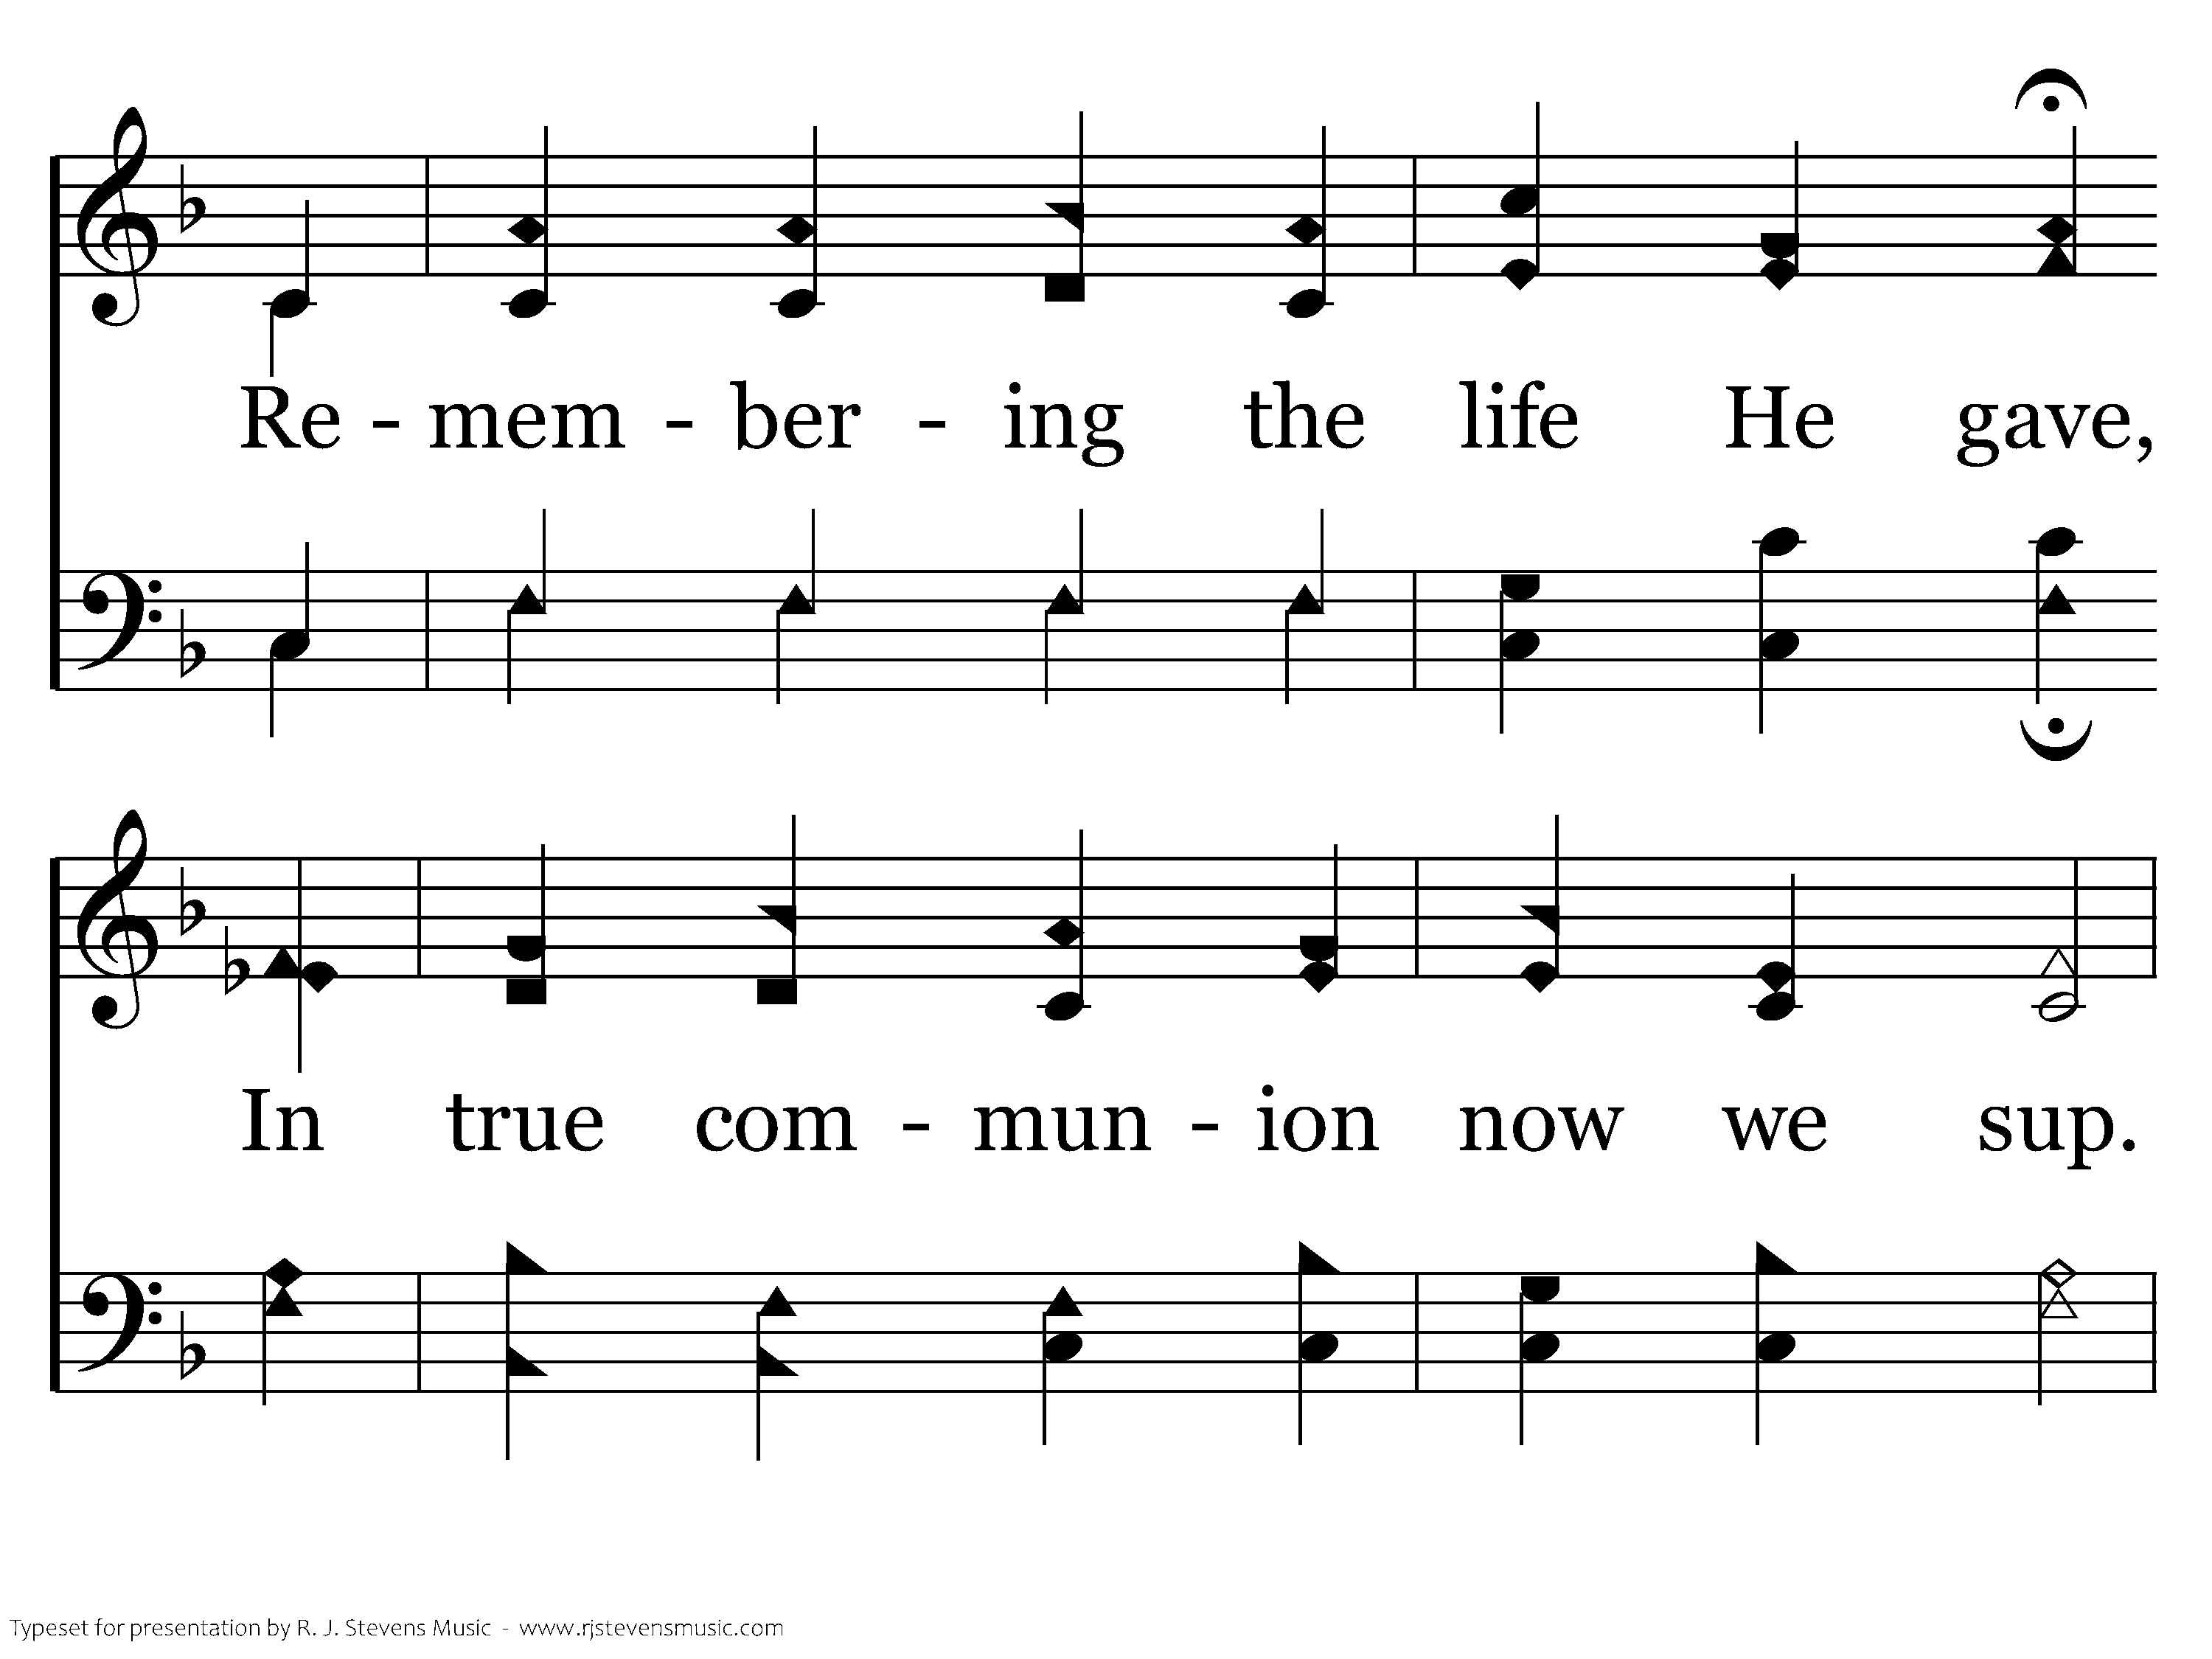 Re - mem - ber - ing the life He gave,
In true com - mun - ion now we sup.
Typeset for presentation by R. J. Stevens Music - www.rjstevensmusic.com